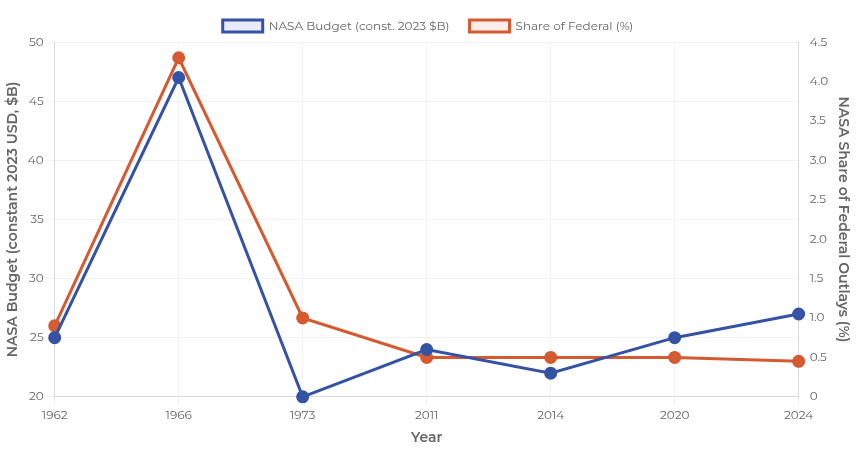 NASA Budget (const. 2023 $B) Share of Federal (%)
50 4.5
45 4.0
40 3.5
35 3.0
30 2.5
25 2.0
20 1.5
1.0
0.5
0
NASA Budget (constant 2023 USD, $B)
NASA Share of Federal Outlays (%)
1962 1966 1973 2011 2014 2020 2024
Year